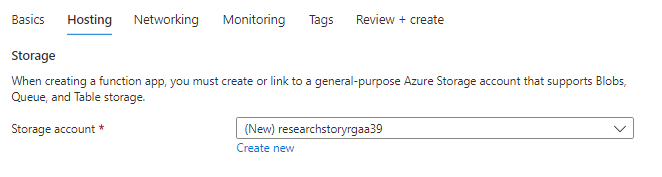 Basics Hosting Networking Monitoring Tags Review + create
Storage
When creating a function app, you must create or link to a general-purpose Azure Storage account that supports Blobs,
Queue, and Table storage.
Storage account * (New) researchstoryrgaa39
Create new